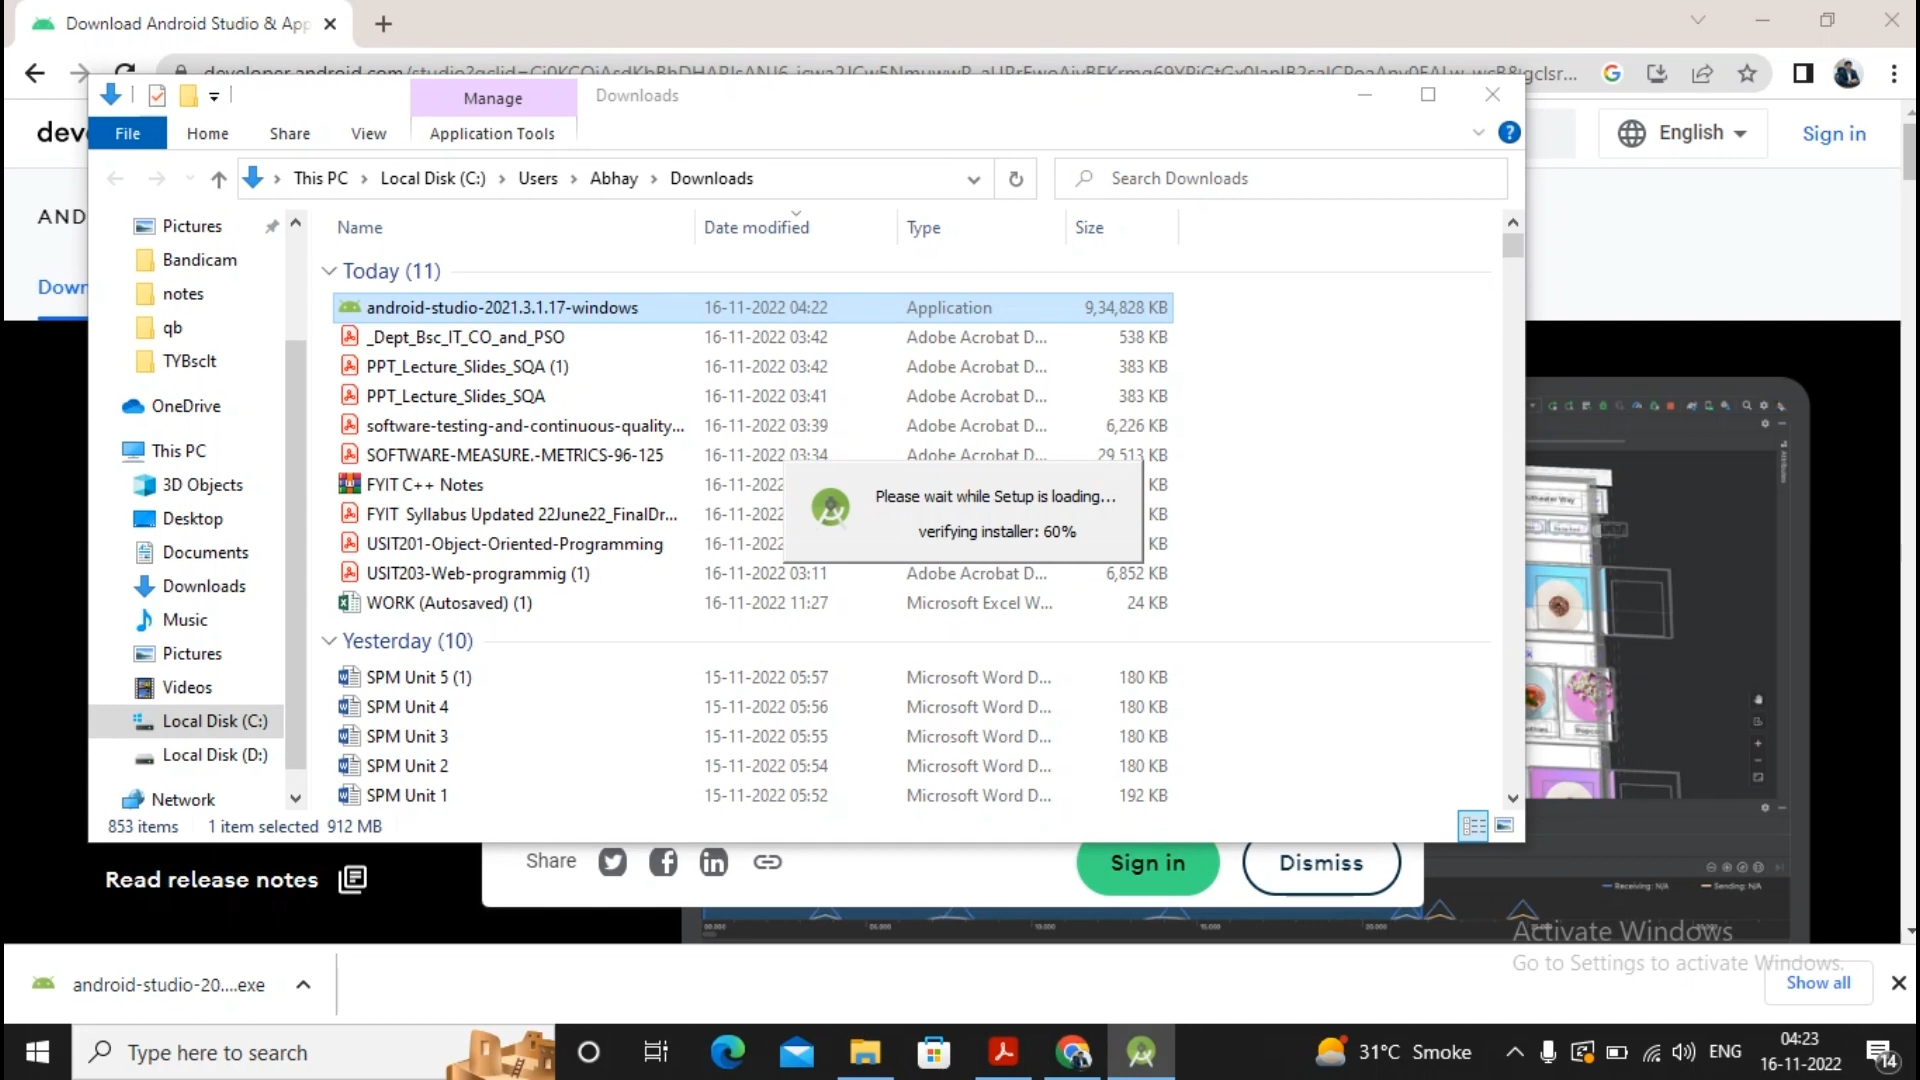 Download Android Studio & App
developer.android.com/studio?gclid=
gclsr...
Manage
Downloads
File
Home
Share
View
Application Tools
English
Sign in
This PC
Local Disk (C:)
Users
Abhay
Downloads
Search Downloads
Name
Date modified
Type
Size
Pictures
Bandicam
notes
qb
TYBscIt
OneDrive
This PC
3D Objects
Desktop
Documents
Downloads
Music
Pictures
Videos
Local Disk (C:)
Local Disk (D:)
Network
Today (11)
android-studio-2021.3.1.17-windows 16-11-2022 04:22 Application 9,34,828 KB
_Dept_Bsc_IT_CO_and_PSO 16-11-2022 03:42 Adobe Acrobat D... 538 KB
PPT_Lecture_Slides_SQA (1) 16-11-2022 03:42 Adobe Acrobat D... 383 KB
PPT_Lecture_Slides_SQA 16-11-2022 03:41 Adobe Acrobat D... 383 KB
software-testing-and-continuous-quality... 16-11-2022 03:39 Adobe Acrobat D... 6,226 KB
SOFTWARE-MEASURE.-METRICS-96-125 16-11-2022 03:34 Adobe Acrobat D... 29,513 KB
FYIT C++ Notes 16-11-2022 KB
FYIT Syllabus Updated 22June22_FinalDr... 16-11-2022 KB
USIT201-Object-Oriented-Programming 16-11-2022 KB
USIT203-Web-programmig (1) 16-11-2022 03:11 Adobe Acrobat D... 6,852 KB
WORK (Autosaved) (1) 16-11-2022 11:27 Microsoft Excel W... 24 KB
Please wait while Setup is loading...
verifying installer: 60%
Yesterday (10)
SPM Unit 5 (1) 15-11-2022 05:57 Microsoft Word D... 180 KB
SPM Unit 4 15-11-2022 05:56 Microsoft Word D... 180 KB
SPM Unit 3 15-11-2022 05:55 Microsoft Word D... 180 KB
SPM Unit 2 15-11-2022 05:54 Microsoft Word D... 180 KB
SPM Unit 1 15-11-2022 05:52 Microsoft Word D... 192 KB
853 items 1 item selected 912 MB
dev
AND
Down
Read release notes
Share
Sign in
Dismiss
Receiving: N/A
Sending: N/A
Activate Windows
Go to Settings to activate Windows.
android-studio-20....exe
Show all
Type here to search
31°C Smoke
ENG
04:23
16-11-2022
14